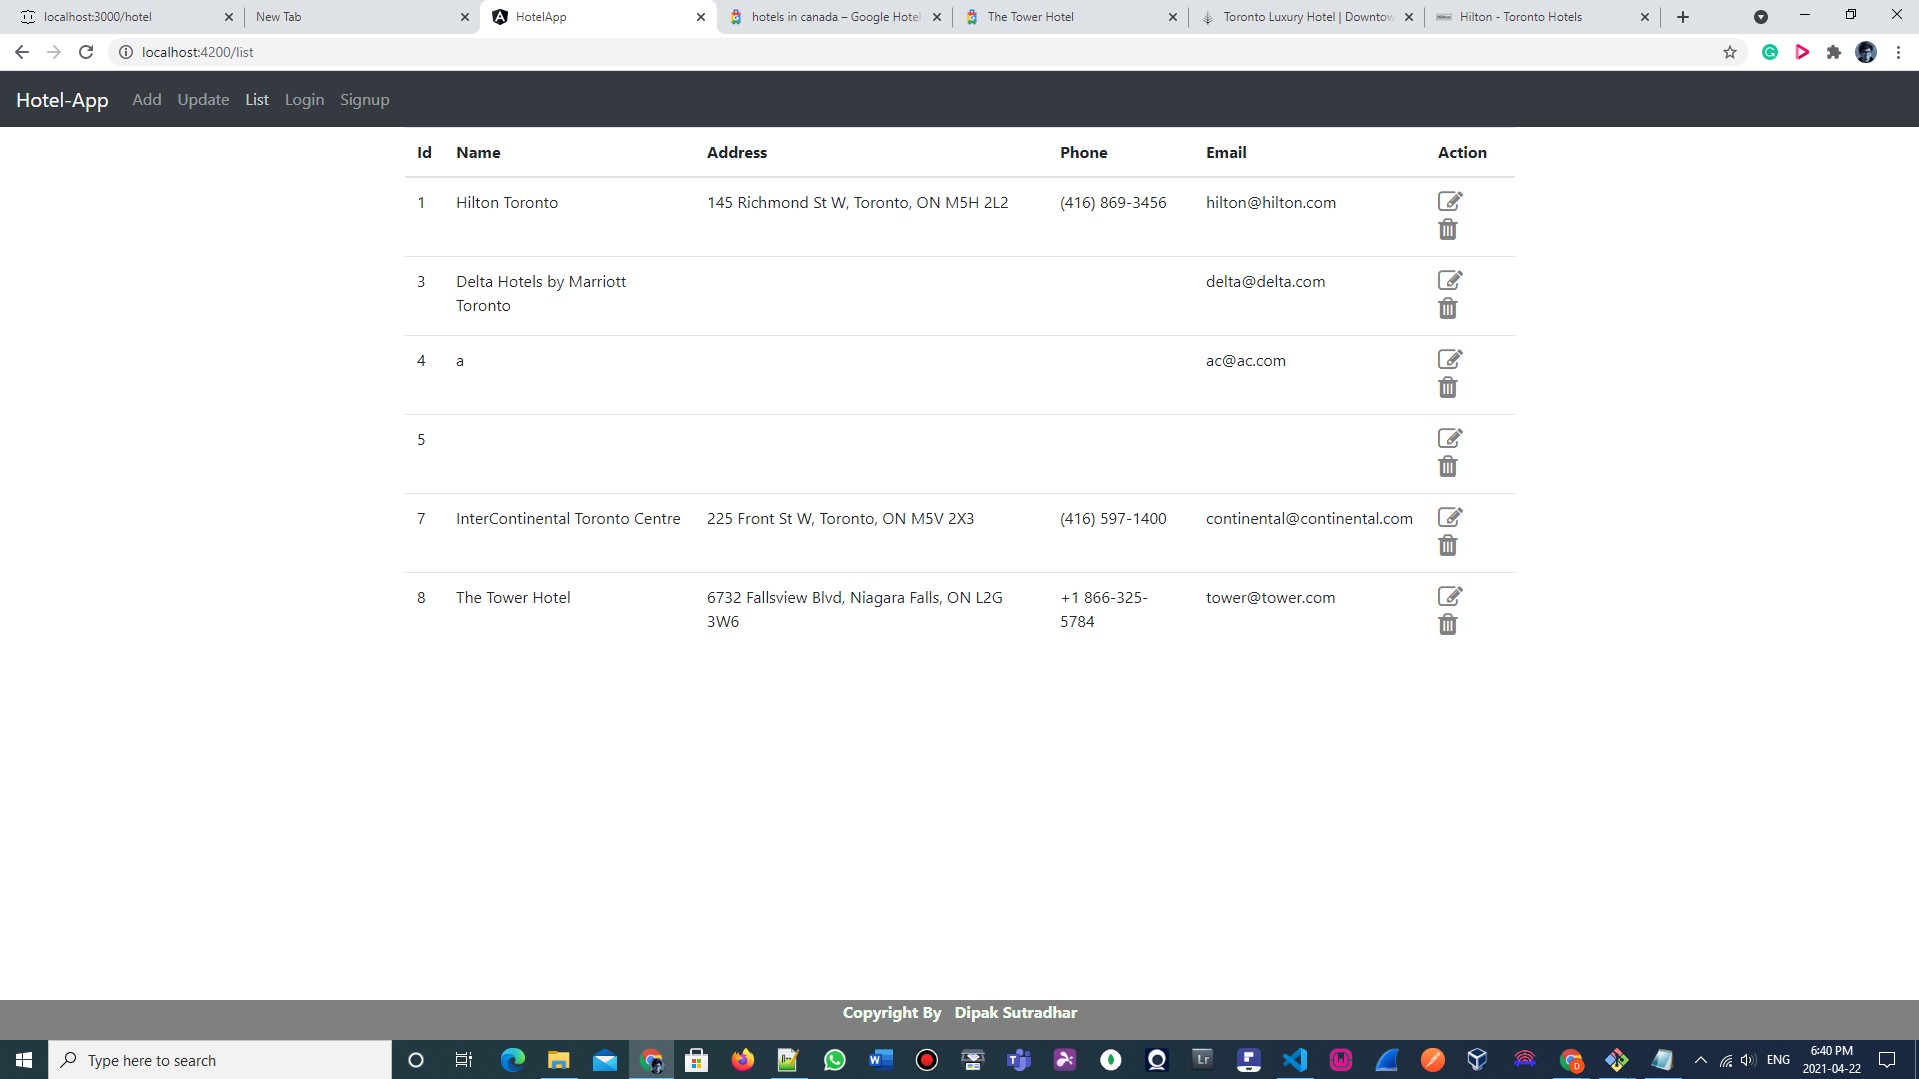 localhost:3000/hotel
New Tab
HotelApp
hotels in canada – Google Hotel
The Tower Hotel
Toronto Luxury Hotel | Downtow
Hilton - Toronto Hotels
localhost:4200/list
Hotel-App Add Update List Login Signup
Id Name Address Phone Email Action
1 Hilton Toronto 145 Richmond St W, Toronto, ON M5H 2L2 (416) 869-3456 hilton@hilton.com
3 Delta Hotels by Marriott delta@delta.com
Toronto
4 a ac@ac.com
5
7 InterContinental Toronto Centre 225 Front St W, Toronto, ON M5V 2X3 (416) 597-1400 continental@continental.com
8 The Tower Hotel 6732 Fallsview Blvd, Niagara Falls, ON L2G +1 866-325- tower@tower.com
3W6 5784
Copyright By Dipak Sutradhar
Type here to search
Lr
ENG
6:40 PM
2021-04-22